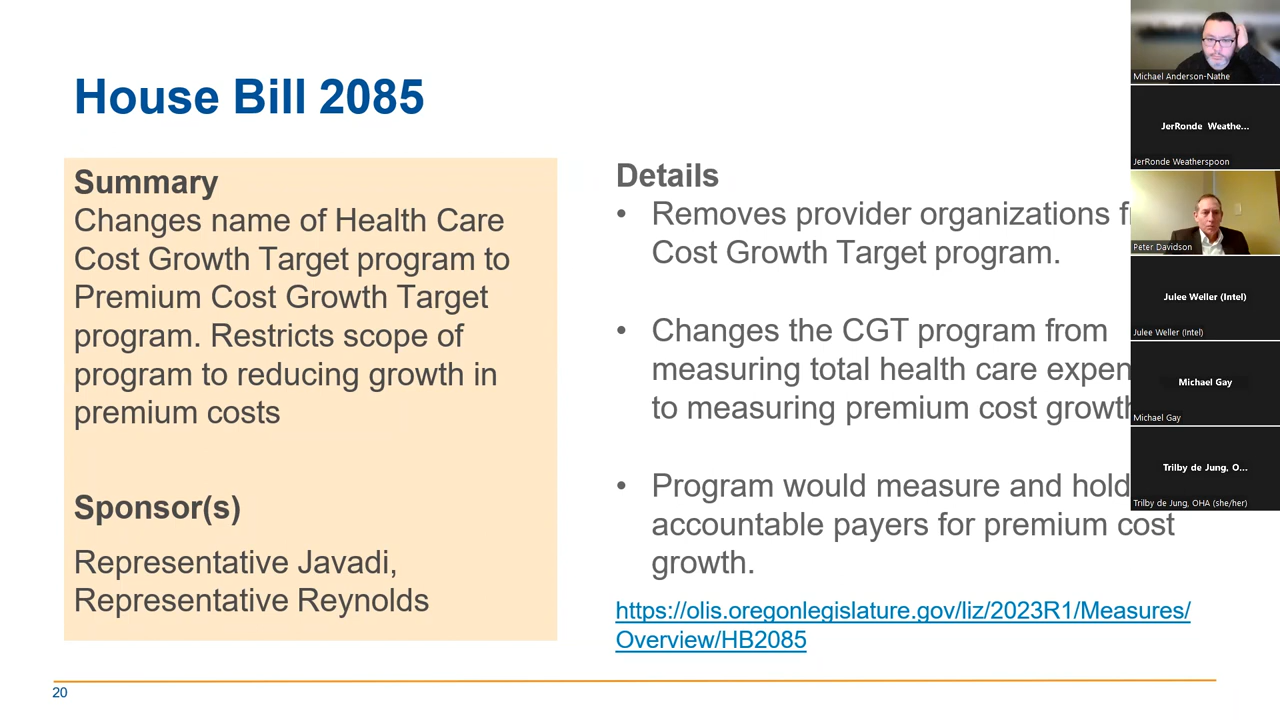 House Bill 2085
Summary
Changes name of Health Care
Cost Growth Target program to
Premium Cost Growth Target
program. Restricts scope of
program to reducing growth in
premium costs
Sponsor(s)
Representative Javadi,
Representative Reynolds
Details
• Removes provider organizations
Cost Growth Target program.
• Changes the CGT program from
measuring total health care
to measuring premium cost
• Program would measure and hold
accountable payers for premium cost
growth.
https://olis.oregonlegislature.gov/liz/2023R1/Measures/
Overview/HB2085
20
Michael Anderson-Nathe
JerRonde Weathe...
JerRonde Weatherspoon
Peter Davidson
Julee Weller (Intel)
Julee Weller (Intel)
Michael Gay
Michael Gay
Trilby de Jung, O...
Trilby de Jung, OHA (she/her)